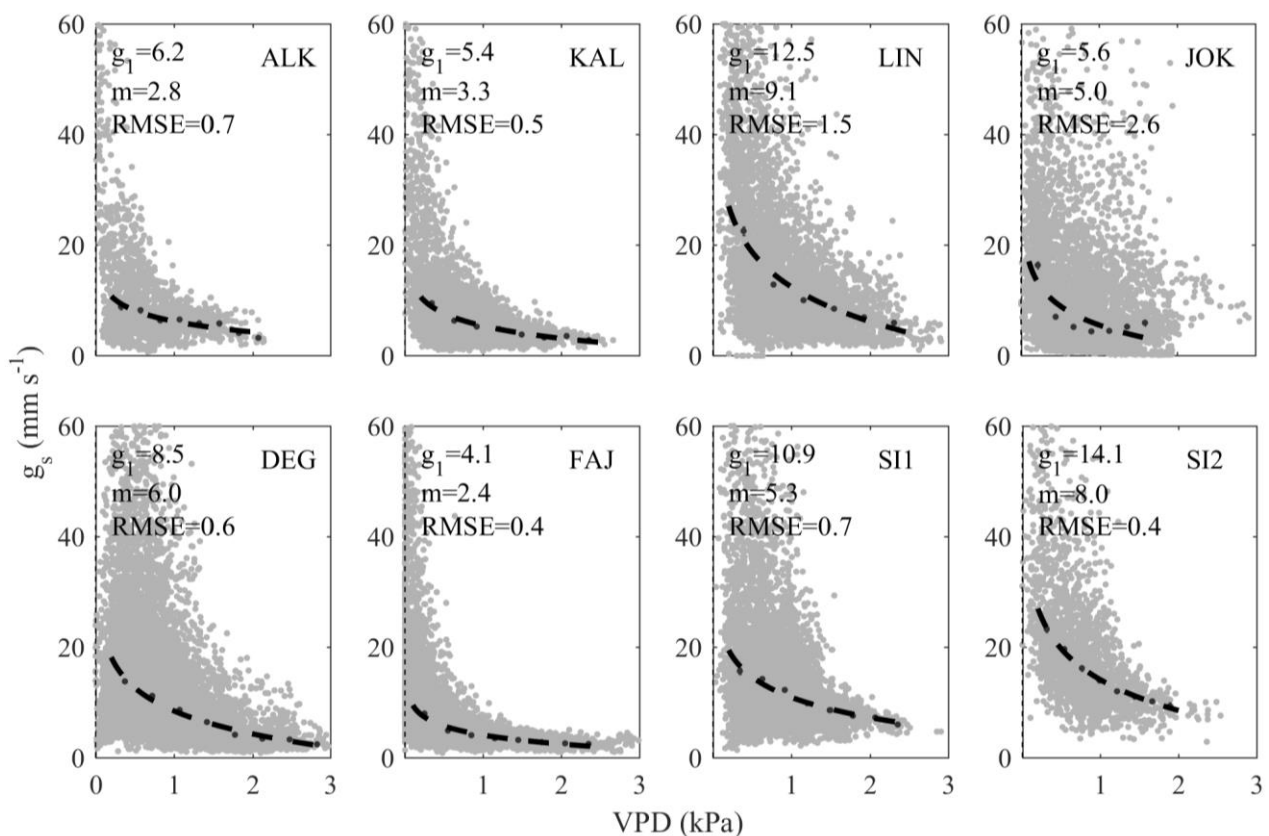 60
40
20
0
g₁=6.2
m=2.8
RMSE=0.7
ALK
60
40
20
0
g₁=5.4
m=3.3
RMSE=0.5
KAL
60
40
20
0
g₁=12.5
m=9.1
RMSE=1.5
LIN
60
40
20
0
g₁=5.6
m=5.0
RMSE=2.6
JOK
gₛ (mm s⁻¹)
60
40
20
0
g₁=8.5
m=6.0
RMSE=0.6
DEG
60
40
20
0
g₁=4.1
m=2.4
RMSE=0.4
FAJ
60
40
20
0
g₁=10.9
m=5.3
RMSE=0.7
SI1
60
40
20
0
g₁=14.1
m=8.0
RMSE=0.4
SI2
0 1 2 3
1 2 3
1 2 3
1 2 3
VPD (kPa)